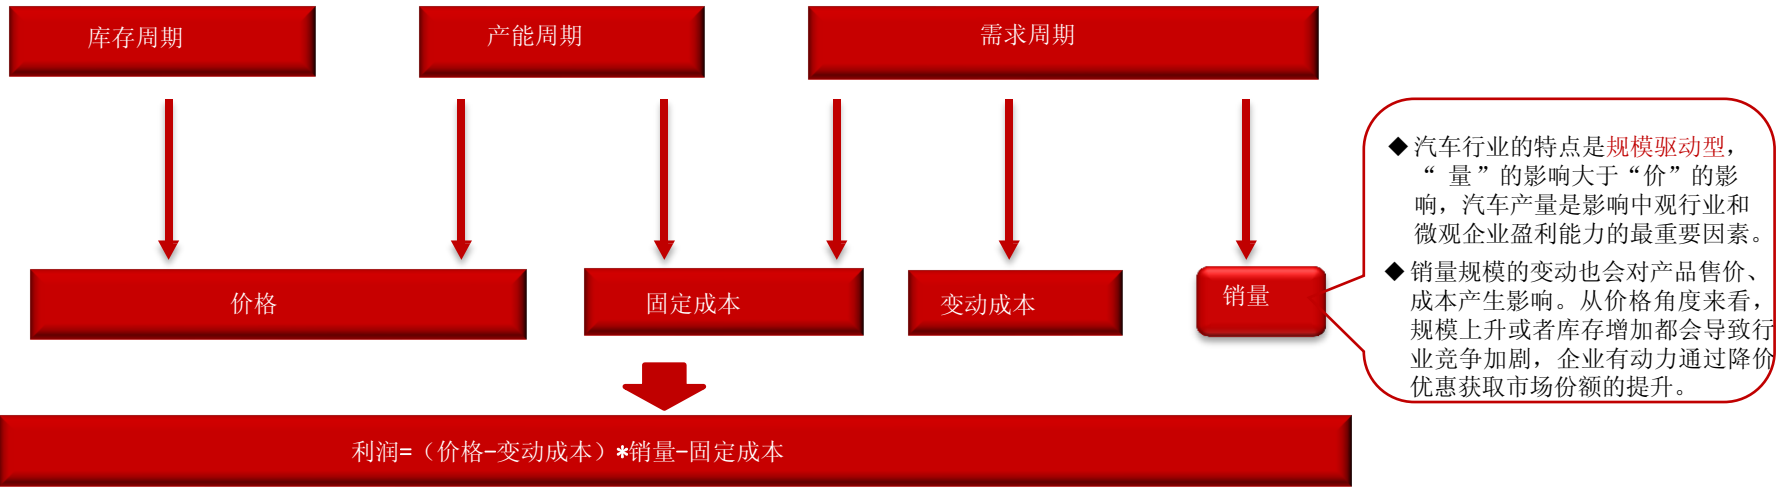 库存周期
产能周期
需求周期
价格
固定成本
变动成本
销量
◆汽车行业的特点是规模驱动型，
“ 量 ”的影响大于“价”的影
响，汽车产量是影响中观行业和
微观企业盈利能力的最重要因素。
◆销量规模的变动也会对产品售价、
成本产生影响。从价格角度来看，
规模上升或者库存增加都会导致行
业竞争加剧，企业有动力通过降价
优惠获取市场份额的提升。
利润=（价格-变动成本）*销量-固定成本